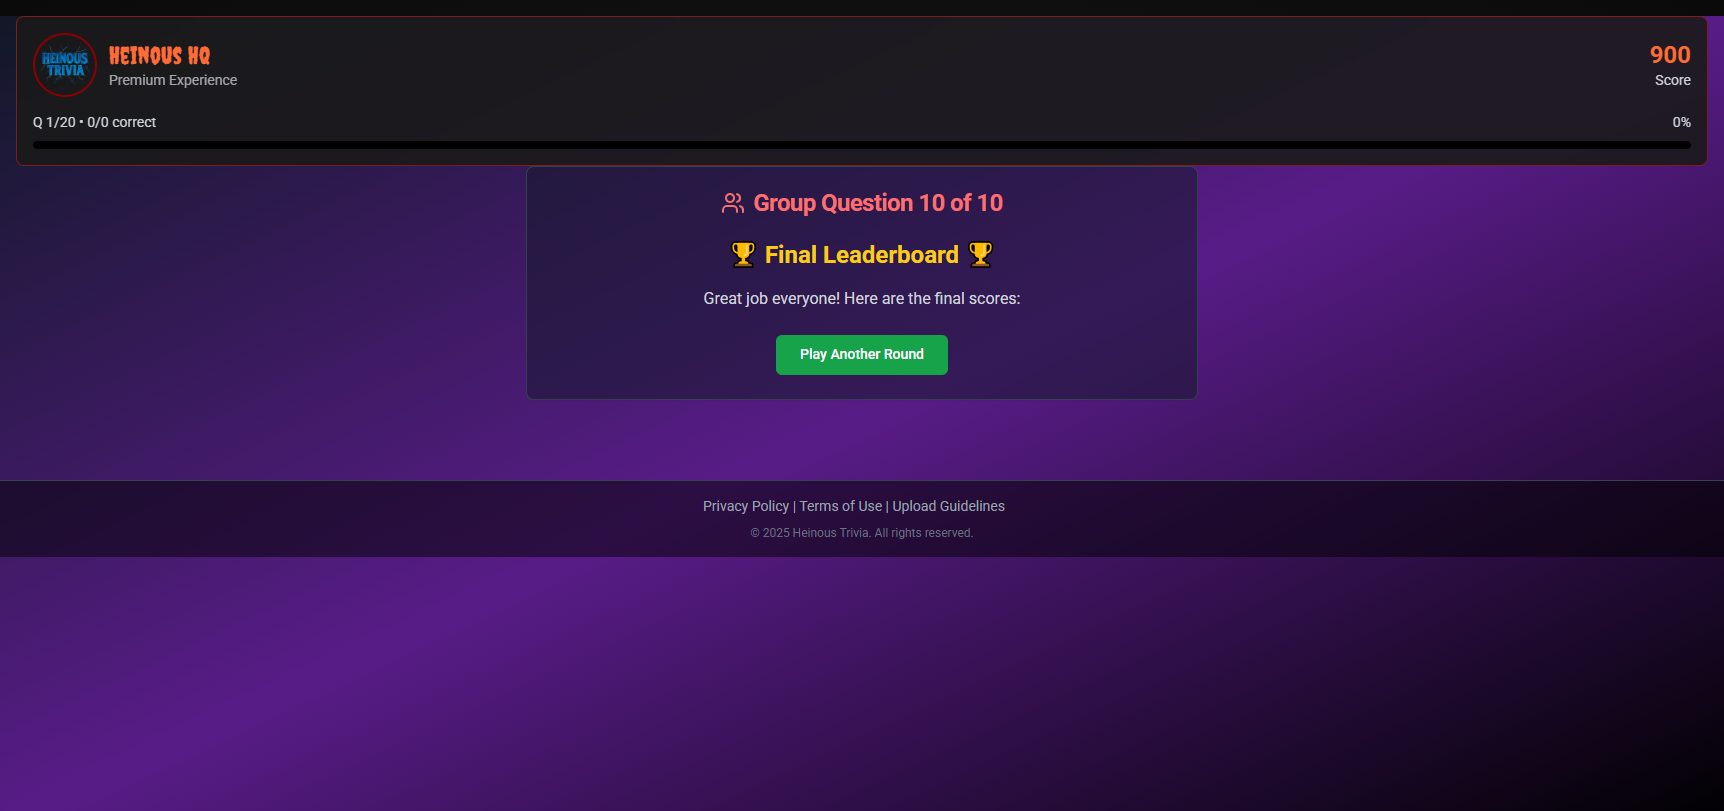 HEINOUS
TRIVIA
HEINOUS HQ
Premium Experience
900
Score
Q 1/20 • 0/0 correct
0%
Group Question 10 of 10
🏆 Final Leaderboard 🏆
Great job everyone! Here are the final scores:
Play Another Round
Privacy Policy | Terms of Use | Upload Guidelines
© 2025 Heinous Trivia. All rights reserved.